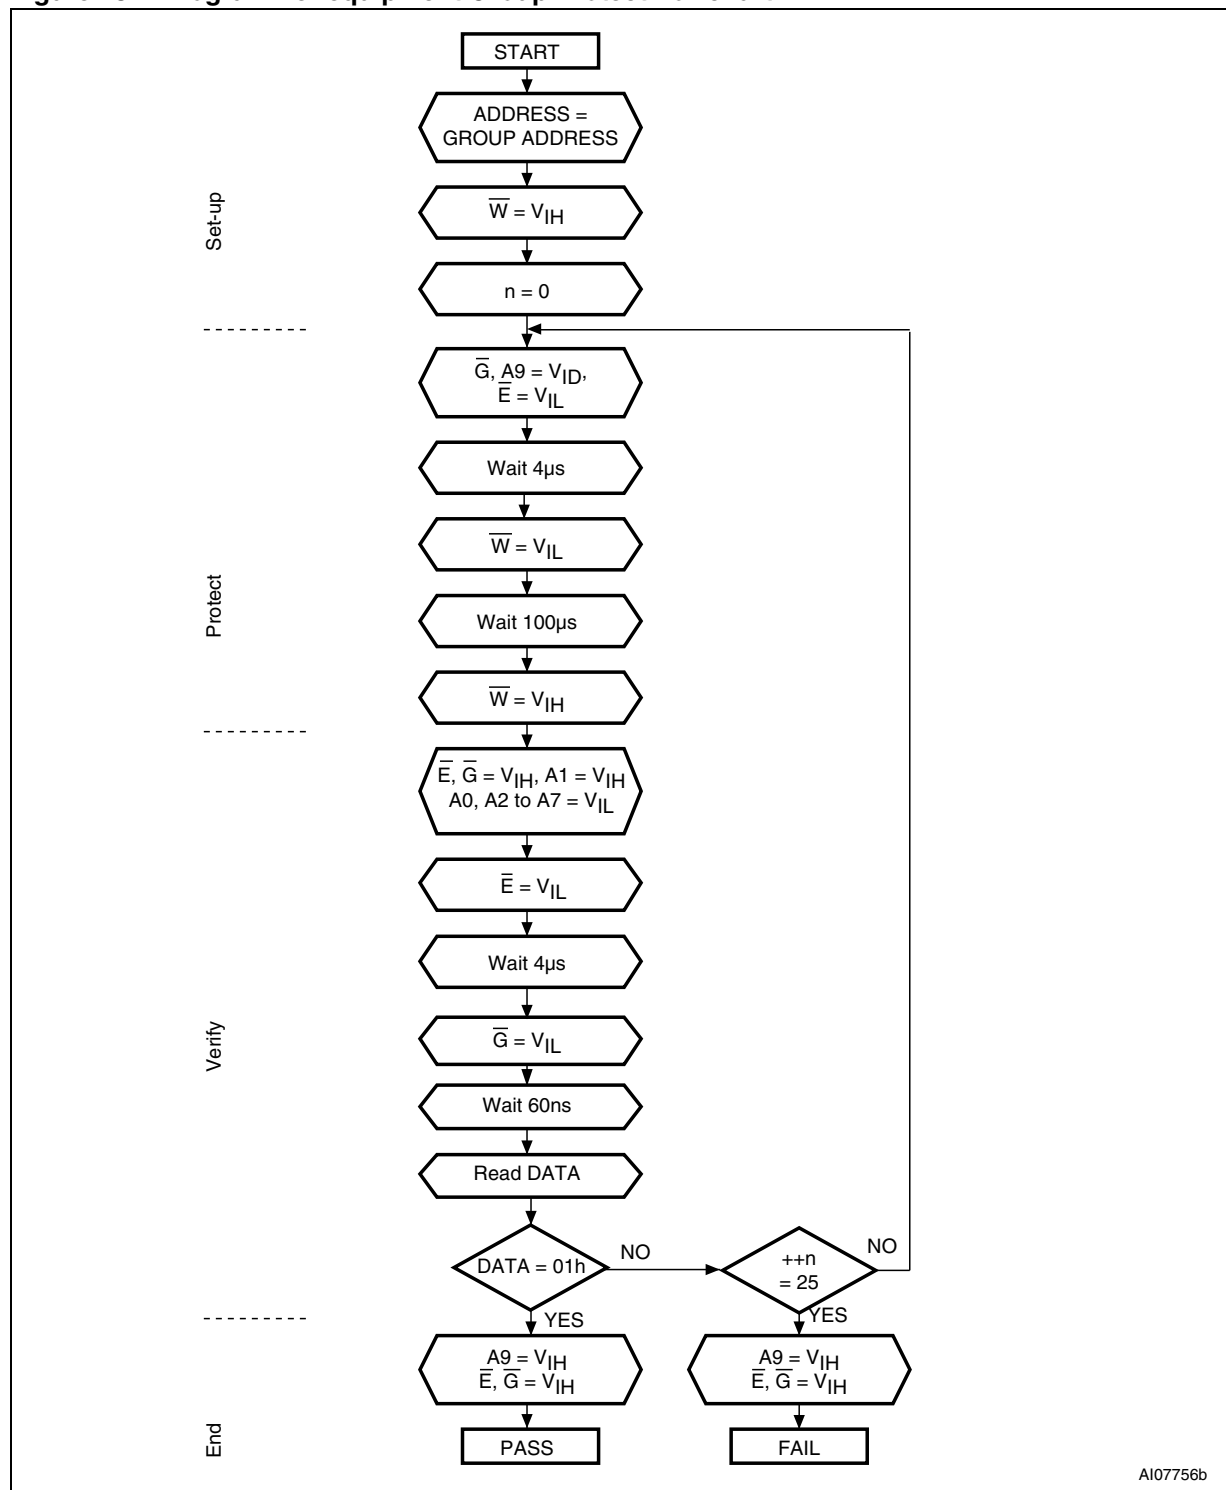 START
ADDRESS =
GROUP ADDRESS
Set-up
W̅ = VIH
n = 0
G̅, A9 = VID,
E̅ = VIL
Wait 4µs
W̅ = VIL
Protect
Wait 100µs
W̅ = VIH
E̅, G̅ = VIH, A1 = VIH
A0, A2 to A7 = VIL
E̅ = VIL
Wait 4µs
Verify
G̅ = VIL
Wait 60ns
Read DATA
DATA = 01h
NO
++n
= 25
NO
YES
YES
A9 = VIH
E̅, G̅ = VIH
A9 = VIH
E̅, G̅ = VIH
End
PASS
FAIL
AI07756b